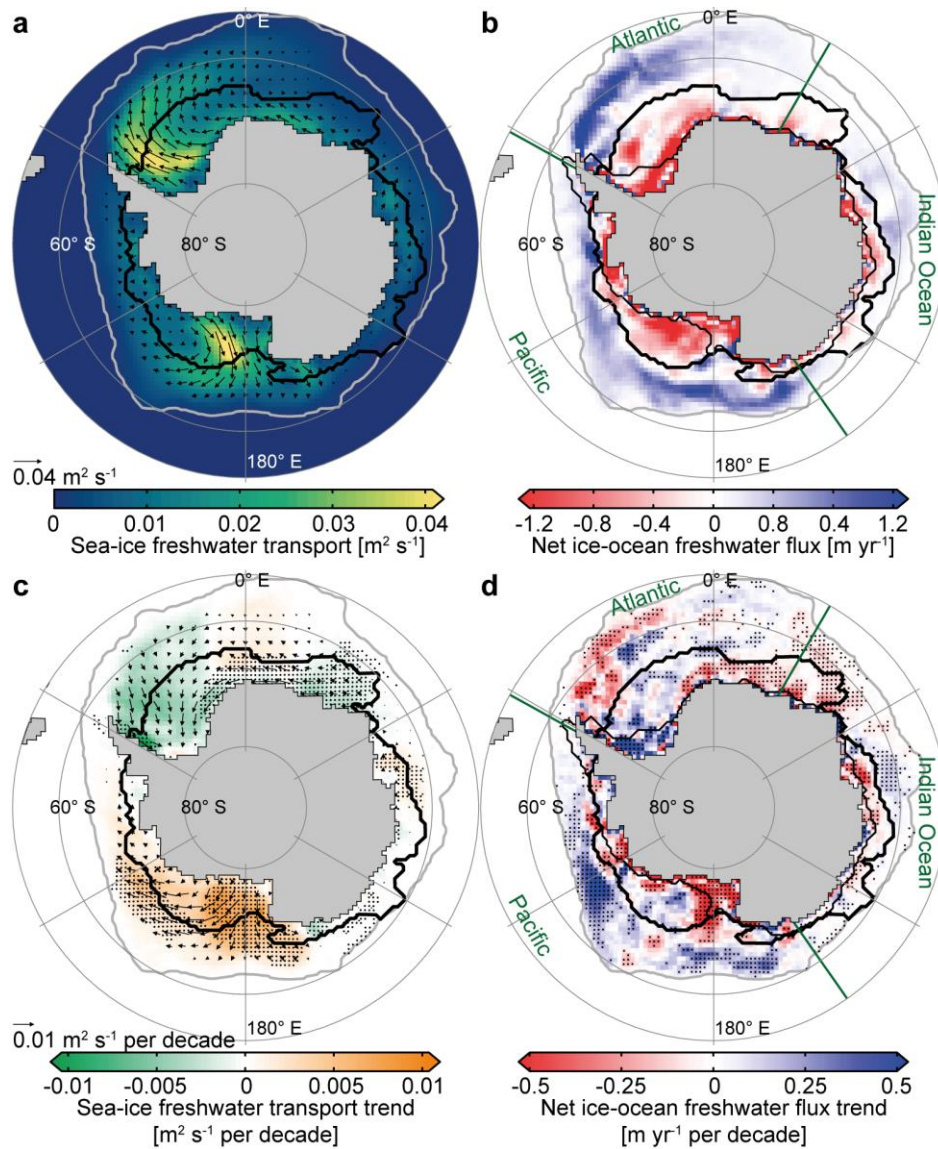 a
0° E
60° S
80° S
180° E
0.04 m² s⁻¹
0 0.01 0.02 0.03 0.04
Sea-ice freshwater transport [m² s⁻¹]
b
Atlantic
Indian Ocean
Pacific
60° S
80° S
180° E
-1.2 -0.8 -0.4 0 0.8 0.4 1.2
Net ice-ocean freshwater flux [m yr⁻¹]
c
0° E
60° S
80° S
180° E
0.01 m² s⁻¹ per decade
-0.01 -0.005 0 0.005 0.01
Sea-ice freshwater transport trend
[m² s⁻¹ per decade]
d
0° E
Atlantic
Indian Ocean
Pacific
60° S
80° S
180° E
-0.5 -0.25 0 0.25 0.5
Net ice-ocean freshwater flux trend
[m yr⁻¹ per decade]